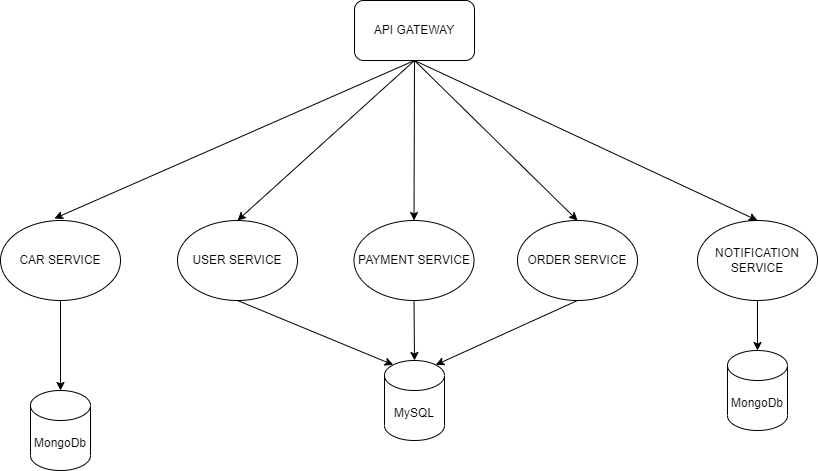 API GATEWAY
CAR SERVICE
USER SERVICE
PAYMENT SERVICE
ORDER SERVICE
NOTIFICATION
SERVICE
MongoDb
MySQL
MongoDb